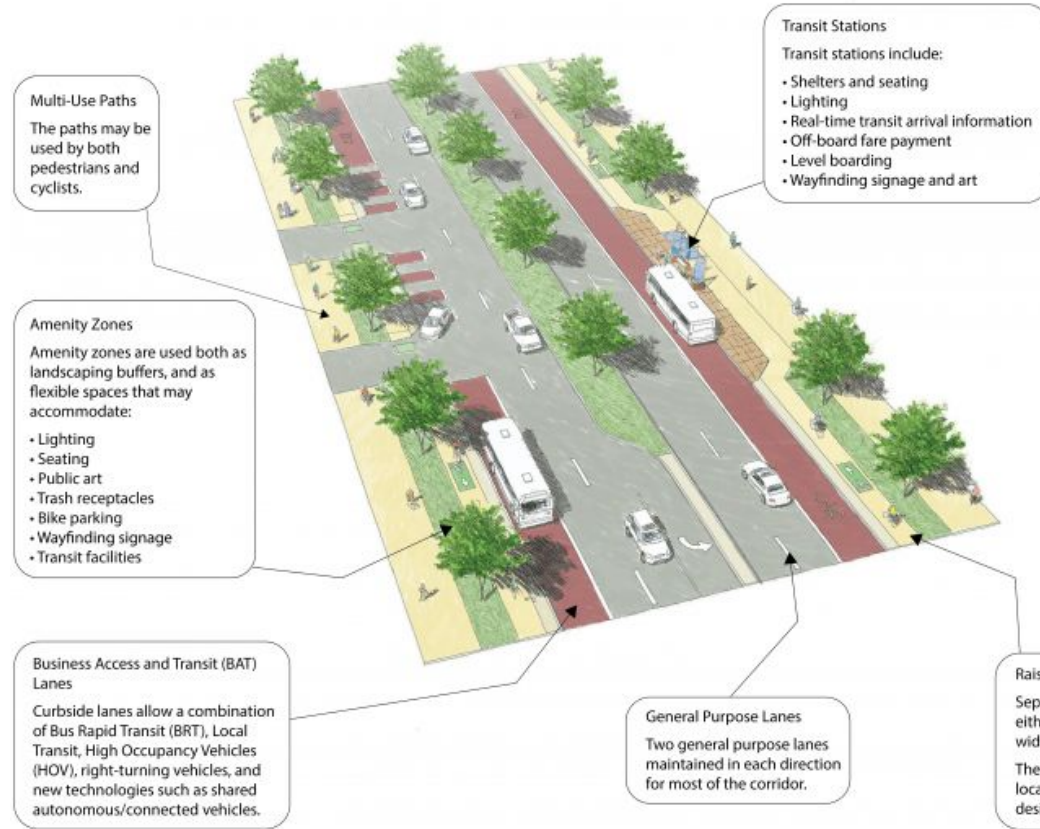 Transit Stations
Transit stations include:
• Shelters and seating
• Lighting
• Real-time transit arrival information
• Off-board fare payment
• Level boarding
• Wayfinding signage and art
Multi-Use Paths
The paths may be
used by both
pedestrians and
cyclists.
Amenity Zones
Amenity zones are used both as
landscaping buffers, and as
flexible spaces that may
accommodate:
• Lighting
• Seating
• Public art
• Trash receptacles
• Bike parking
• Wayfinding signage
• Transit facilities
Business Access and Transit (BAT)
Lanes
Curbside lanes allow a combination
of Bus Rapid Transit (BRT), Local
Transit, High Occupancy Vehicles
(HOV), right-turning vehicles, and
new technologies such as shared
autonomous/connected vehicles.
General Purpose Lanes
Two general purpose lanes
maintained in each direction
for most of the corridor.